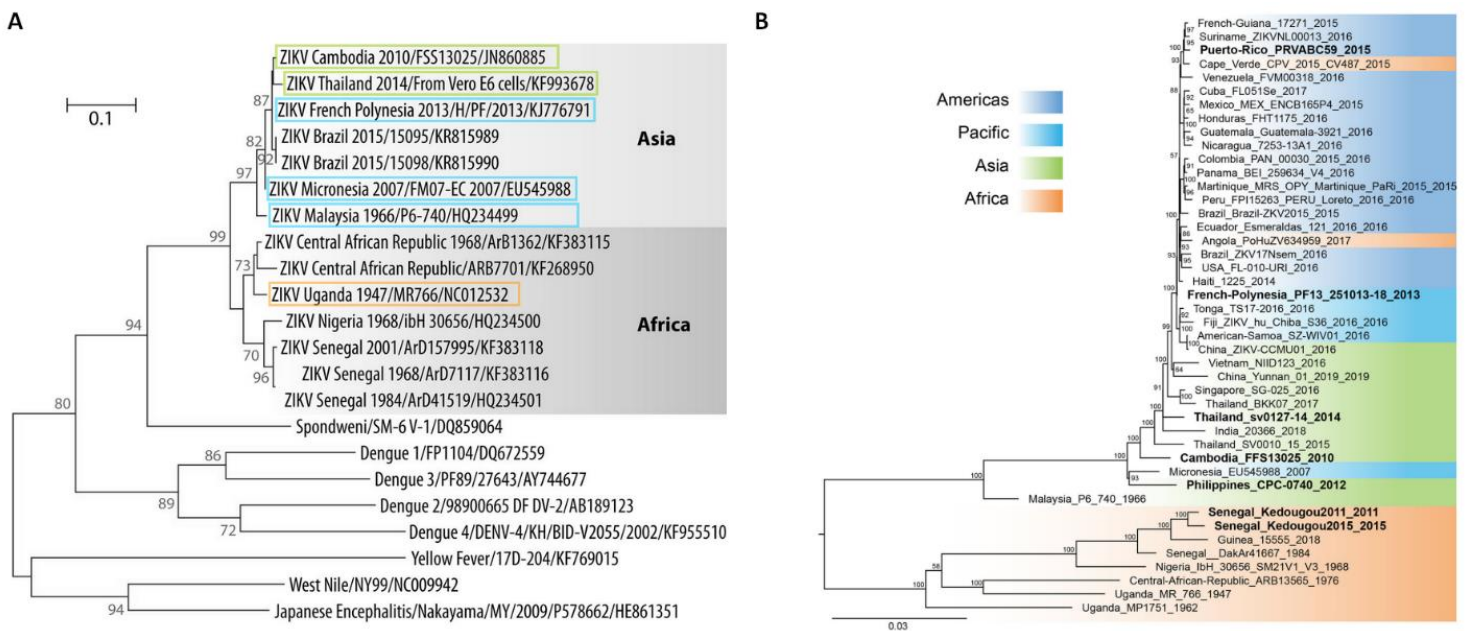 A
0.1
ZIKV Cambodia 2010/FSS13025/JN860885
ZIKV Thailand 2014/From Vero E6 cells/KF993678
87
ZIKV French Polynesia 2013/H/PF/2013/KJ776791
ZIKV Brazil 2015/15095/KR815989
82
92
ZIKV Brazil 2015/15098/KR815990
Asia
97
ZIKV Micronesia 2007/FM07-EC 2007/EU545988
ZIKV Malaysia 1966/P6-740/HQ234499
99
ZIKV Central African Republic 1968/ArB1362/KF383115
73
ZIKV Central African Republic/ARB7701/KF268950
ZIKV Uganda 1947/MR766/NC012532
94
ZIKV Nigeria 1968/ibH 30656/HQ234500
Africa
70
ZIKV Senegal 2001/ArD157995/KF383118
96
ZIKV Senegal 1968/ArD7117/KF383116
80
ZIKV Senegal 1984/ArD41519/HQ234501
Spondweni/SM-6 V-1/DQ859064
86
Dengue 1/FP1104/DQ672559
Dengue 3/PF89/27643/AY744677
89
Dengue 2/98900665 DF DV-2/AB189123
72
Dengue 4/DENV-4/KH/BID-V2055/2002/KF955510
Yellow Fever/17D-204/KF769015
West Nile/NY99/NC009942
94
Japanese Encephalitis/Nakayama/MY/2009/P578662/HE861351
B
Americas
Pacific
Asia
Africa
French-Guiana_17271_2015
Suriname_ZIKVNL00013_2016
Puerto-Rico_PRVABC59_2015
Cape_Verde_CPV_2015_CV487_2015
Venezuela_FVM00318_2016
Cuba_FL051Se_2017
Mexico_MEX_ENCB165P4_2015
Honduras_FHT1175_2016
Guatemala_Guatemala-3921_2016
Nicaragua_7253-13A1_2016
Colombia_PAN_00030_2015_2016
Panama_BEI_259634_V4_2016
Martinique_MRS_OPY_Martinique_PaRi_2015_2015
Peru_FPI15263_PERU_Loreto_2016_2016
Brazil_Brazil-ZKV2015_2015
Ecuador_Esmeraldas_121_2016_2016
Angola_PoHuZV634959_2017
Brazil_ZKV17Nsem_2016
USA_FL-010-URI_2016
Haiti_1225_2014
French-Polynesia_PF13_251013-18_2013
Tonga_TS17-2016_2016
Fiji_ZIKV_hu_Chiba_S36_2016_2016
American-Samoa_SZ-WIV01_2016
China_ZIKV-CCMU01_2016
Vietnam_NIID123_2016
China_Yunnan_01_2019_2019
Singapore_SG-025_2016
Thailand_BKK07_2017
Thailand_sv0127-14_2014
India_20366_2018
Thailand_SV0010_15_2015
Cambodia_FFS13025_2010
Micronesia_EU545988_2007
Philippines_CPC-0740_2012
Malaysia_P6_740_1966
Senegal_Kedougou2011_2011
Senegal_Kedougou2015_2015
Guinea_15555_2018
Senegal__DakAr41667_1984
Nigeria_IbH_30656_SM21V1_V3_1968
Central-African-Republic_ARB13565_1976
Uganda_MR_766_1947
Uganda_MP1751_1962
0.03